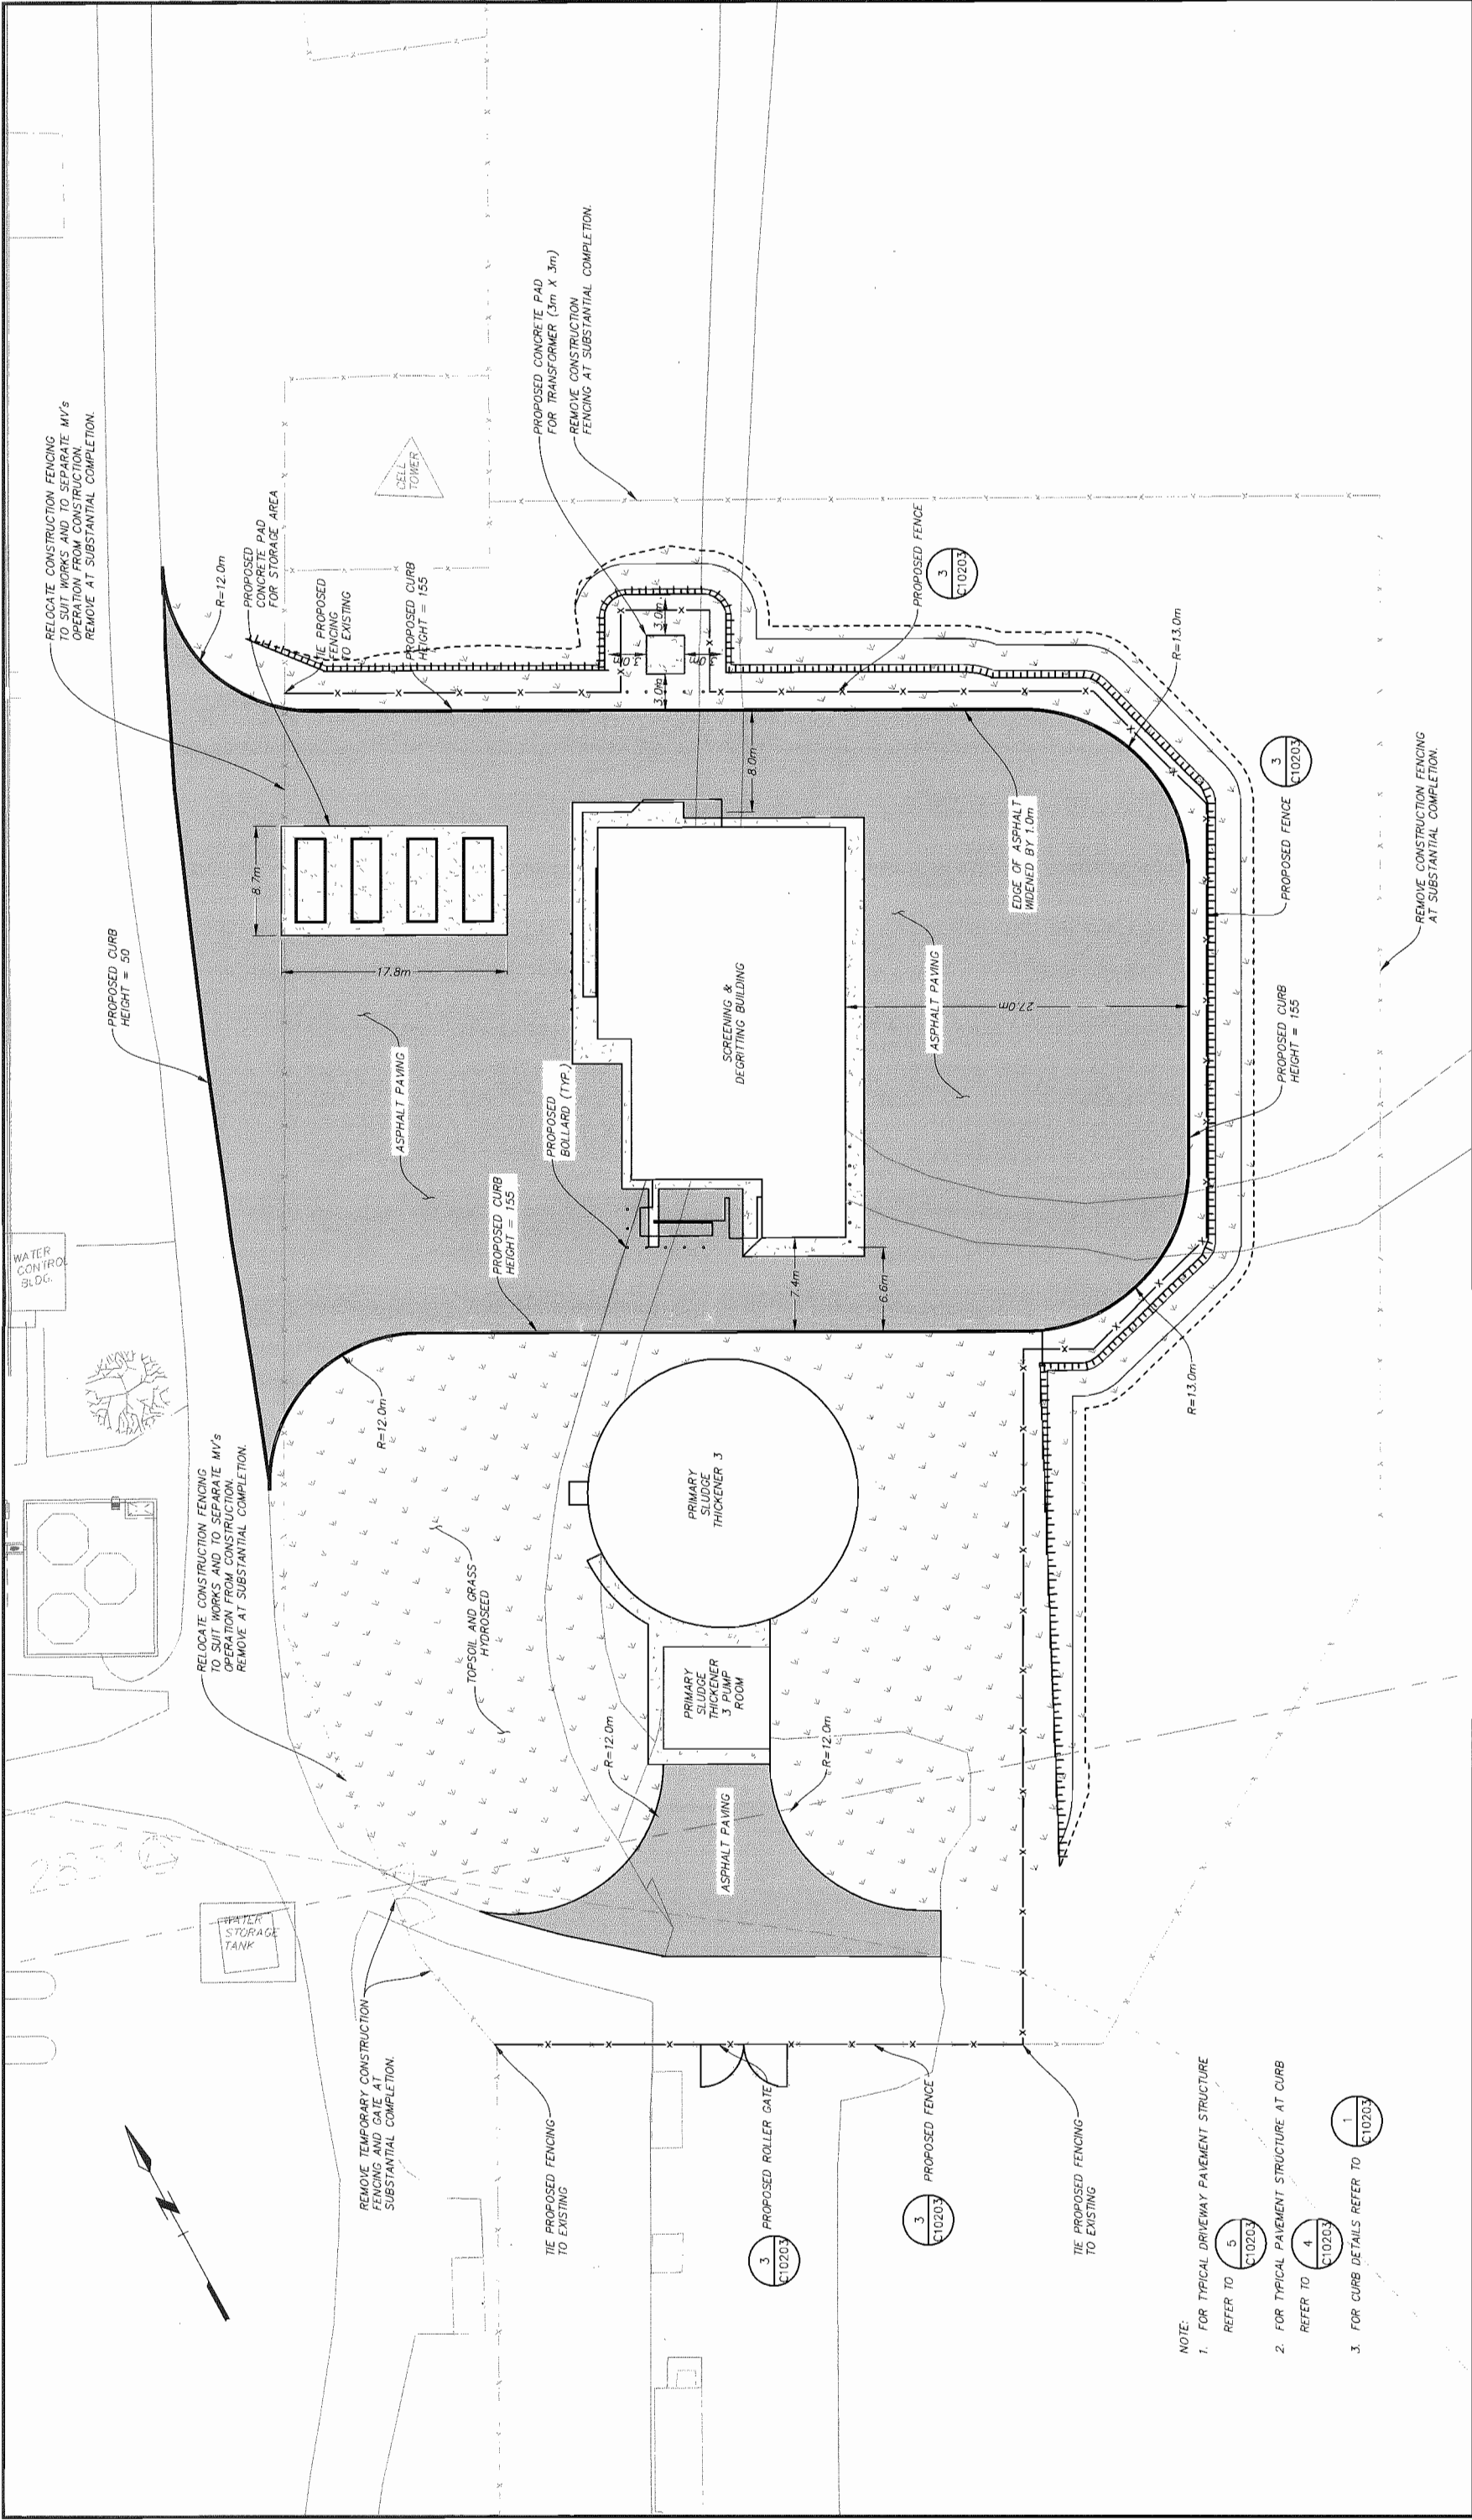 RELOCATE CONSTRUCTION FENCING
TO SUIT WORKS AND TO SEPARATE MV's
OPERATION FROM CONSTRUCTION.
REMOVE AT SUBSTANTIAL COMPLETION.
R=12.0m
PROPOSED
CONCRETE PAD
FOR STORAGE AREA
TIE PROPOSED
FENCING
TO EXISTING
PROPOSED CURB
HEIGHT = 155
CELL
TOWER
PROPOSED CONCRETE PAD
FOR TRANSFORMER (3m X 3m)
REMOVE CONSTRUCTION
FENCING AT SUBSTANTIAL COMPLETION.
3.0m
3.0m
3.0m
3.0m
PROPOSED FENCE
3
C10203
R=13.0m
PROPOSED CURB
HEIGHT = 50
8.7m
17.8m
8.0m
ASPHALT PAVING
SCREENING &
DEGRITTING BUILDING
EDGE OF ASPHALT
WIDENED BY 1.0m
ASPHALT PAVING
27.0m
PROPOSED FENCE
3
C10203
REMOVE CONSTRUCTION FENCING
AT SUBSTANTIAL COMPLETION.
PROPOSED CURB
HEIGHT = 155
WATER
CONTROL
BLDG.
PROPOSED CURB
HEIGHT = 155
PROPOSED
BOLLARD (TYP.)
7.4m
6.6m
R=13.0m
R=12.0m
RELOCATE CONSTRUCTION FENCING
TO SUIT WORKS AND TO SEPARATE MV's
OPERATION FROM CONSTRUCTION.
REMOVE AT SUBSTANTIAL COMPLETION.
TOPSOIL AND GRASS
HYDROSEED
PRIMARY
SLUDGE
THICKENER 3
PRIMARY
SLUDGE
THICKENER
3 PUMP
ROOM
R=12.0m
R=12.0m
ASPHALT PAVING
WATER
STORAGE
TANK
REMOVE TEMPORARY CONSTRUCTION
FENCING AND GATE AT
SUBSTANTIAL COMPLETION.
TIE PROPOSED FENCING
TO EXISTING
3
C10203
PROPOSED ROLLER GATE
3
C10203
PROPOSED FENCE
TIE PROPOSED FENCING
TO EXISTING
N
NOTE:
1. FOR TYPICAL DRIVEWAY PAVEMENT STRUCTURE
REFER TO 5
C10203
2. FOR TYPICAL PAVEMENT STRUCTURE AT CURB
REFER TO 4
C10203
3. FOR CURB DETAILS REFER TO 1
C10203